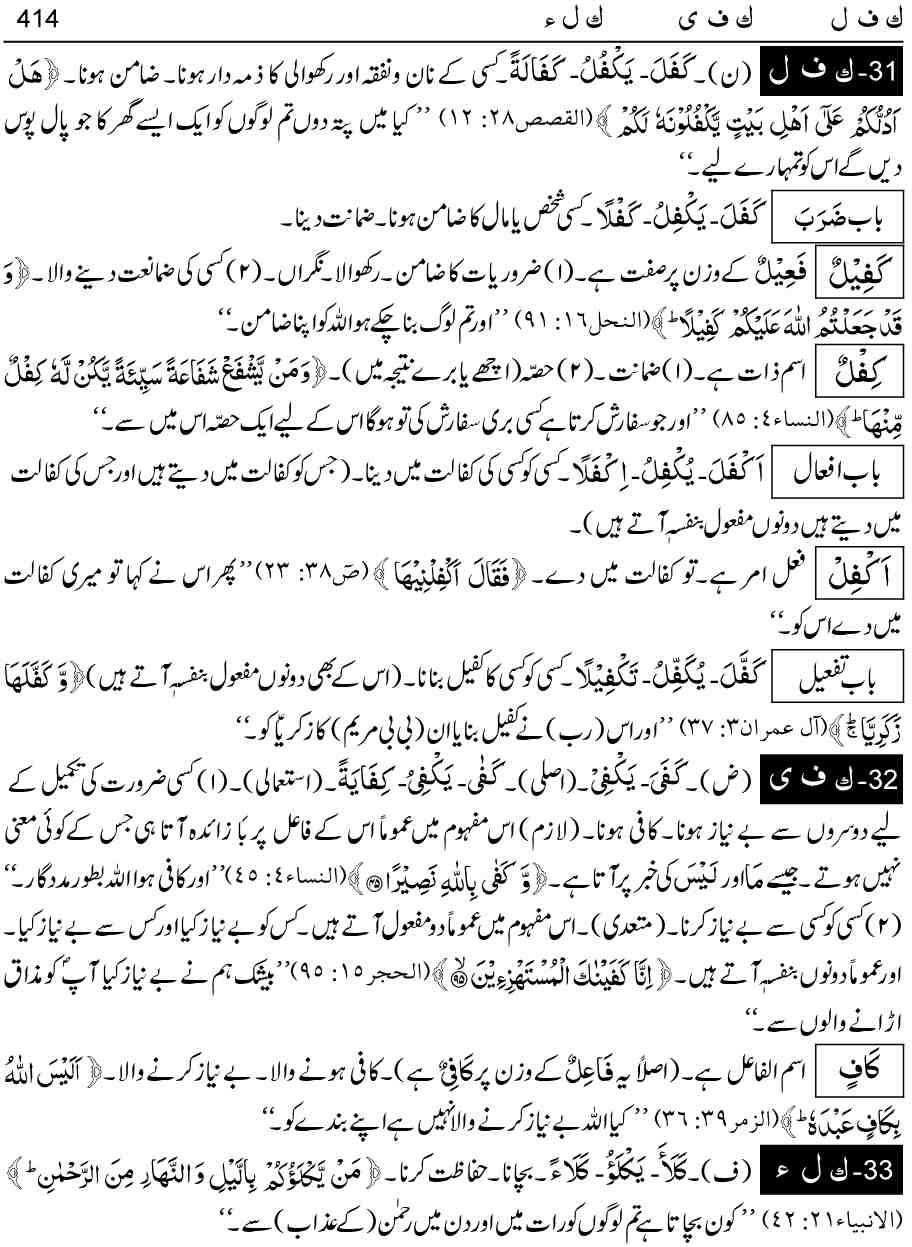 ك ف ل ك ف ى ك ل ء 414
31- ك ف ل (ن)۔ كَفَلَ۔ يَكْفُلُ۔ كَفَالَةً۔ کسی کے نان ونفقہ اور رکھوالی کا ذمہ دار ہونا۔ ضامن ہونا۔ ﴿هَلْ
اَدُلُّكُمْ عَلٰٓى اَهْلِ بَيْتٍ يَّكْفُلُوْنَهٗ لَكُمْ﴾ (القصص۲۸: ۱۲) ’’کیا میں پتہ دوں تم لوگوں کو ایک ایسے گھر کا جو پال پوس
دیں گے اس کو تمہارے لیے۔‘‘
باب ضَرَبَ كَفَلَ۔ يَكْفِلُ۔ كَفْلًا۔ کسی شخص یا مال کا ضامن ہونا۔ ضمانت دینا۔
كَفِيْلٌ فَعِيْلٌ کے وزن پر صفت ہے۔ (۱) ضروریات کا ضامن۔ رکھوالا۔ نگراں۔ (۲) کسی کی ضمانعت دینے والا۔ ﴿وَ
قَدْ جَعَلْتُمُ اللّٰهَ عَلَيْكُمْ كَفِيْلًا ؕ﴾ (النحل۱۶: ۹۱) ’’اور تم لوگ بنا چکے ہو اللہ کو اپنا ضامن۔‘‘
كِفْلٌ اسم ذات ہے۔ (۱) ضمانت۔ (۲) حصّہ (اچھے یا برے نتیجہ میں)۔ ﴿وَمَنْ يَّشْفَعْ شَفَاعَةً سَيِّئَةً يَّكُنْ لَّهٗ كِفْلٌ
مِّنْهَا ؕ﴾ (النساء۴: ۸۵) ’’اور جو سفارش کرتا ہے کسی بری سفارش کی تو ہوگا اس کے لیے ایک حصّہ اس میں سے۔‘‘
باب افعال اَكْفَلَ۔ يُكْفِلُ۔ اِكْفَلًا۔ کسی کو کسی کی کفالت میں دینا۔ (جس کو کفالت میں دیتے ہیں اور جس کی کفالت
میں دیتے ہیں دونوں مفعول بنفسہٖ آتے ہیں)۔
اَكْفِلْ فعل امر ہے۔ تو کفالت میں دے۔ ﴿فَقَالَ اَكْفِلْنِيْهَا﴾ (صٓ۳۸: ۲۳) ’’پھر اس نے کہا تو میری کفالت
میں دے اس کو۔‘‘
باب تفعیل كَفَّلَ۔ يُكَفِّلُ۔ تَكْفِيْلًا۔ کسی کو کسی کا کفیل بنانا۔ (اس کے بھی دونوں مفعول بنفسہٖ آتے ہیں) ﴿وَّ كَفَّلَهَا
زَكَرِيَّا ؕۚ﴾ (آل عمران۳: ۳۷) ’’اور اس (رب) نے کفیل بنایا ان (بی بی مریم) کا زکریاؑ کو۔‘‘
32- ك ف ى (ض)۔ كَفَىَ۔ يَكْفِىْ۔ (اصلی)۔ كَفٰى۔ يَكْفِىْ۔ كِفَايَةً۔ (استعمالی)۔ (۱) کسی ضرورت کی تکمیل کے
لیے دوسروں سے بے نیاز ہونا۔ کافی ہونا۔ (لازم) اس مفہوم میں عموماً اس کے فاعل پر بَا زائدہ آتا ہی جس کے کوئی معنی
نہیں ہوتے۔ جیسے مَا اور لَيْسَ کی خبر پر آتا ہے۔ ﴿وَّ كَفٰى بِاللّٰهِ نَصِيْرًا ۝۴۵﴾ (النساء۴: ۴۵) ’’اور کافی ہوا اللہ بطور مددگار۔‘‘
(۲) کسی کو کسی سے بے نیاز کرنا۔ (متعدی)۔ اس مفہوم میں عموماً دو مفعول آتے ہیں۔ کس کو بے نیاز کیا اور کس سے بے نیاز کیا۔
اور عموماً دونوں بنفسہٖ آتے ہیں۔ ﴿اِنَّا كَفَيْنٰكَ الْمُسْتَهْزِءِيْنَ ۙ۝۹۵﴾ (الحجر۱۵: ۹۵) ’’بیشک ہم نے بے نیاز کیا آپؐ کو مذاق
اڑانے والوں سے۔‘‘
كَافٍ اسم الفاعل ہے۔ (اصلاً یہ فَاعِلٌ کے وزن پر كَافِىٌ ہے)۔ کافی ہونے والا۔ بے نیاز کرنے والا۔ ﴿اَلَيْسَ اللّٰهُ
بِكَافٍ عَبْدَهٗ ؕ﴾ (الزمر۳۹: ۳۶) ’’کیا اللہ بے نیاز کرنے والا نہیں ہے اپنے بندے کو۔‘‘
33- ك ل ء (ف)۔ كَلَأَ۔ يَكْلَؤُ۔ كَلَاءً۔ بچانا۔ حفاظت کرنا۔ ﴿مَنْ يَّكْلَؤُكُمْ بِالَّيْلِ وَالنَّهَارِ مِنَ الرَّحْمٰنِ ؕ﴾
(الانبیاء۲۱: ۴۲) ’’کون بچاتا ہے تم لوگوں کو رات میں اور دن میں رحمٰن (کے عذاب) سے۔‘‘